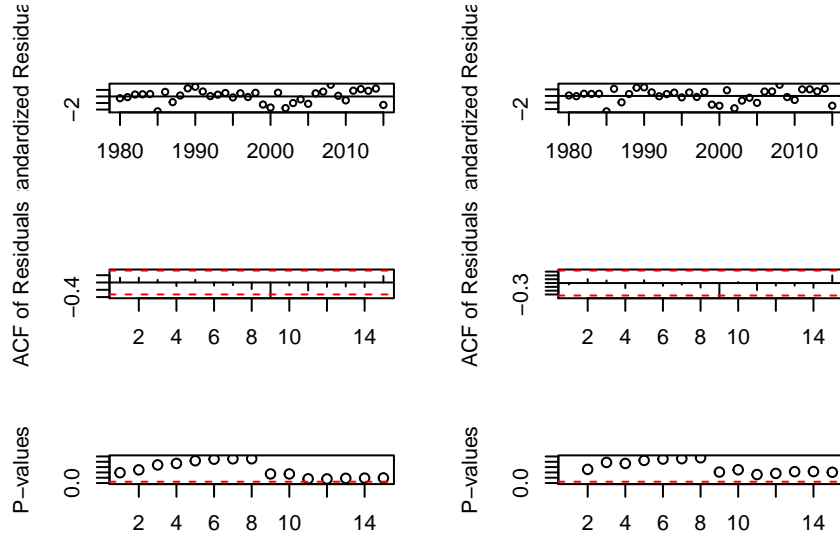 andardized Residua
−2
1980 1990 2000 2010
ACF of Residuals
−0.4
2 4 6 8 10 14
P−values
0.0
2 4 6 8 10 14
andardized Residua
−2
1980 1990 2000 2010
ACF of Residuals
−0.3
2 4 6 8 10 14
P−values
0.0
2 4 6 8 10 14